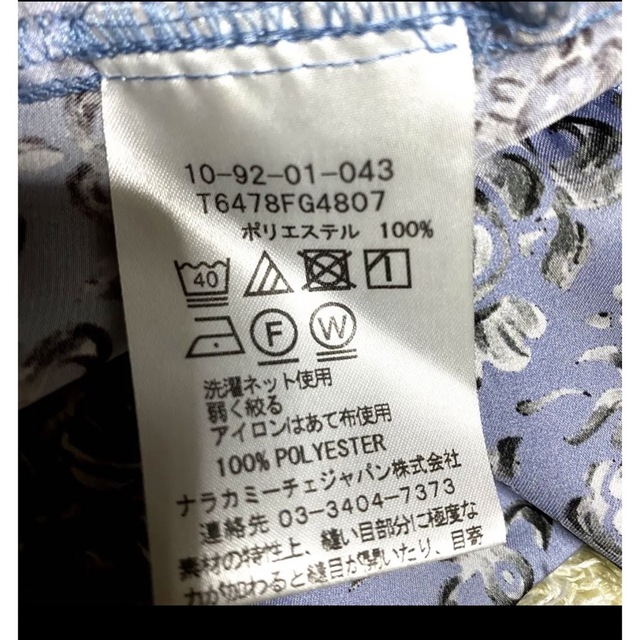 10-92-01-043
T6478FG4807
ポリエステル 100%
40
F W
洗濯ネット使用
弱く絞る
アイロンはあて布使用
100% POLYESTER
ナラカミーチェジャパン株式会社
連絡先 03-3404-7373
素材の特性上、縫い目部分に極度な
力が加わると縫目が開いたり、目寄